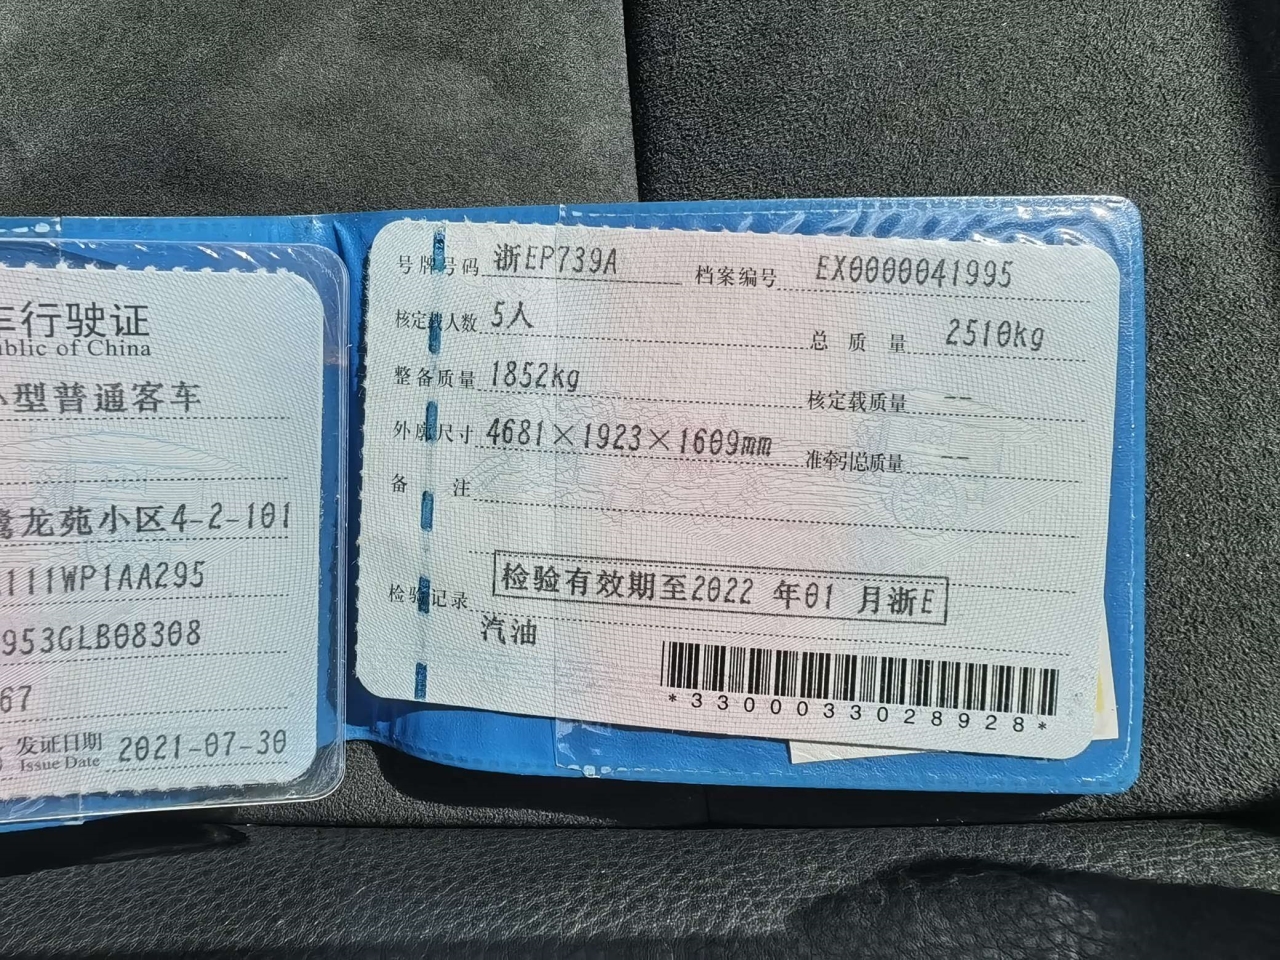 车行驶证
ublic of China
小型普通客车
龙苑小区4-2-101
111WP1AA295
953GLB08308
67
发证日期 2021-07-30
Issue Date
号牌号码 浙EP739A 档案编号 EX0000041995
核定载人数 5人 总质量 2510kg
整备质量 1852kg 核定载质量 --
外廓尺寸 4681×1923×1609mm 准牵引总质量 --
备注
检验记录 检验有效期至2022 年01 月浙E
汽油
*3300033028928*